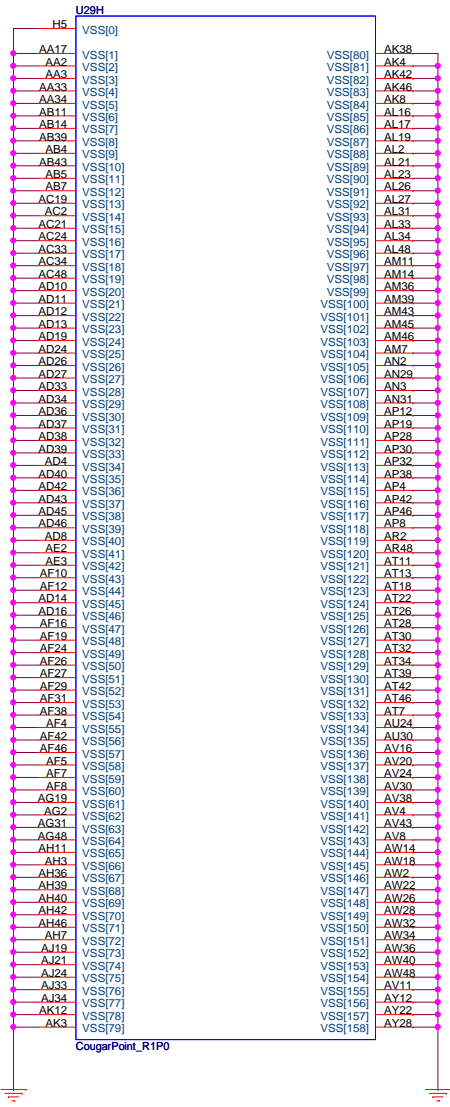 U29H
H5 VSS[0]
AA17 VSS[1] VSS[80] AK38
AA2 VSS[2] VSS[81] AK4
AA3 VSS[3] VSS[82] AK42
AA33 VSS[4] VSS[83] AK46
AA34 VSS[5] VSS[84] AK8
AB11 VSS[6] VSS[85] AL16
AB14 VSS[7] VSS[86] AL17
AB39 VSS[8] VSS[87] AL19
AB4 VSS[9] VSS[88] AL2
AB43 VSS[10] VSS[89] AL21
AB5 VSS[11] VSS[90] AL23
AB7 VSS[12] VSS[91] AL26
AC19 VSS[13] VSS[92] AL27
AC2 VSS[14] VSS[93] AL31
AC21 VSS[15] VSS[94] AL33
AC24 VSS[16] VSS[95] AL34
AC33 VSS[17] VSS[96] AL48
AC34 VSS[18] VSS[97] AM11
AC48 VSS[19] VSS[98] AM14
AD10 VSS[20] VSS[99] AM36
AD11 VSS[21] VSS[100] AM39
AD12 VSS[22] VSS[101] AM43
AD13 VSS[23] VSS[102] AM45
AD19 VSS[24] VSS[103] AM46
AD24 VSS[25] VSS[104] AM7
AD26 VSS[26] VSS[105] AN2
AD27 VSS[27] VSS[106] AN29
AD33 VSS[28] VSS[107] AN3
AD34 VSS[29] VSS[108] AN31
AD36 VSS[30] VSS[109] AP12
AD37 VSS[31] VSS[110] AP19
AD38 VSS[32] VSS[111] AP28
AD39 VSS[33] VSS[112] AP30
AD4 VSS[34] VSS[113] AP32
AD40 VSS[35] VSS[114] AP38
AD42 VSS[36] VSS[115] AP4
AD43 VSS[37] VSS[116] AP42
AD45 VSS[38] VSS[117] AP46
AD46 VSS[39] VSS[118] AP8
AD8 VSS[40] VSS[119] AR2
AE2 VSS[41] VSS[120] AR48
AE3 VSS[42] VSS[121] AT11
AF10 VSS[43] VSS[122] AT13
AF12 VSS[44] VSS[123] AT18
AD14 VSS[45] VSS[124] AT22
AD16 VSS[46] VSS[125] AT26
AF16 VSS[47] VSS[126] AT28
AF19 VSS[48] VSS[127] AT30
AF24 VSS[49] VSS[128] AT32
AF26 VSS[50] VSS[129] AT34
AF27 VSS[51] VSS[130] AT39
AF29 VSS[52] VSS[131] AT42
AF31 VSS[53] VSS[132] AT46
AF38 VSS[54] VSS[133] AT7
AF4 VSS[55] VSS[134] AU24
AF42 VSS[56] VSS[135] AU30
AF46 VSS[57] VSS[136] AV16
AF5 VSS[58] VSS[137] AV20
AF7 VSS[59] VSS[138] AV24
AF8 VSS[60] VSS[139] AV30
AG19 VSS[61] VSS[140] AV38
AG2 VSS[62] VSS[141] AV4
AG31 VSS[63] VSS[142] AV43
AG48 VSS[64] VSS[143] AV8
AH11 VSS[65] VSS[144] AW14
AH3 VSS[66] VSS[145] AW18
AH36 VSS[67] VSS[146] AW2
AH39 VSS[68] VSS[147] AW22
AH40 VSS[69] VSS[148] AW26
AH42 VSS[70] VSS[149] AW28
AH46 VSS[71] VSS[150] AW32
AH7 VSS[72] VSS[151] AW34
AJ19 VSS[73] VSS[152] AW36
AJ21 VSS[74] VSS[153] AW40
AJ24 VSS[75] VSS[154] AW48
AJ33 VSS[76] VSS[155] AV11
AJ34 VSS[77] VSS[156] AY12
AK12 VSS[78] VSS[157] AY22
AK3 VSS[79] VSS[158] AY28
CougarPoint_R1P0